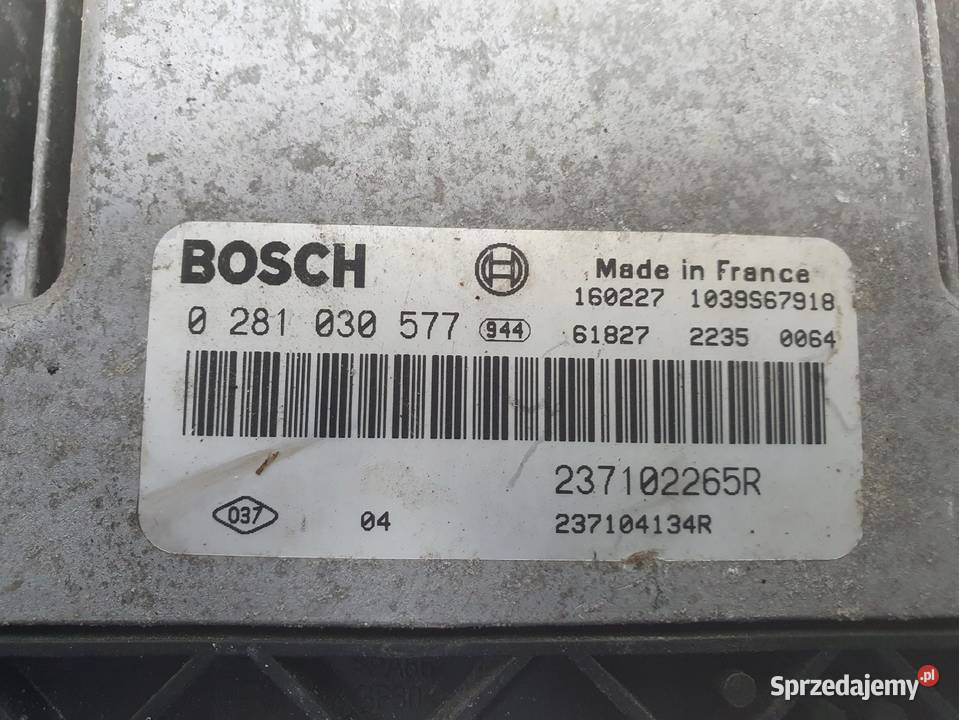 BOSCH
Made in France
160227 1039S67918
0 281 030 577 944
61827 2235 0064
237102265R
037 04 237104134R
Sprzedajemy.pl